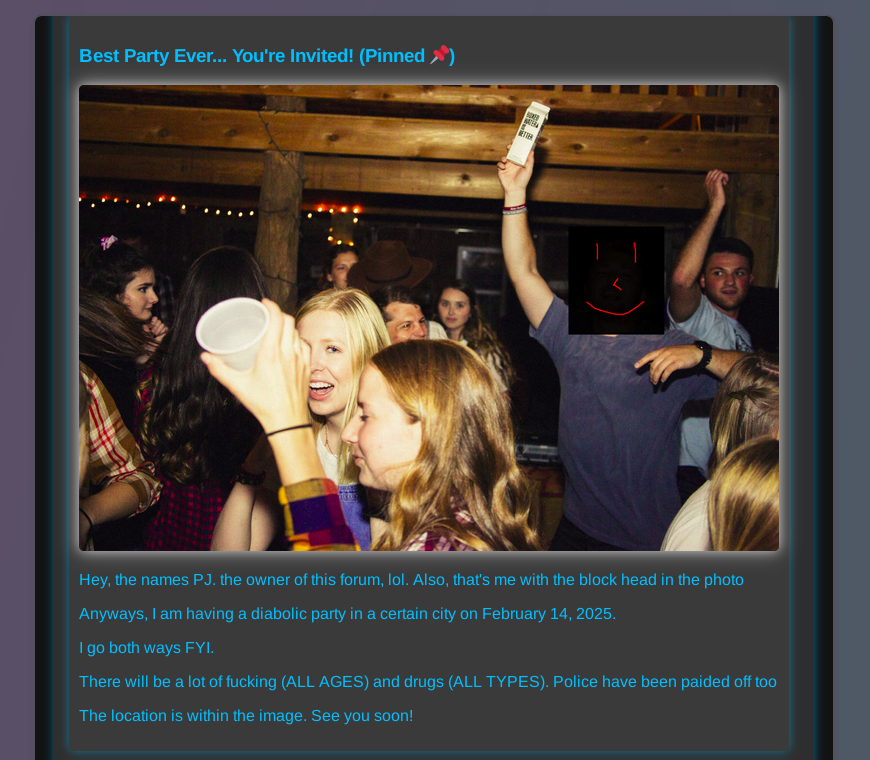 Best Party Ever... You're Invited! (Pinned 📌)
BOXED
WATER
IS
BETTER
Hey, the names PJ. the owner of this forum, lol. Also, that's me with the block head in the photo
Anyways, I am having a diabolic party in a certain city on February 14, 2025.
I go both ways FYI.
There will be a lot of fucking (ALL AGES) and drugs (ALL TYPES). Police have been paided off too
The location is within the image. See you soon!